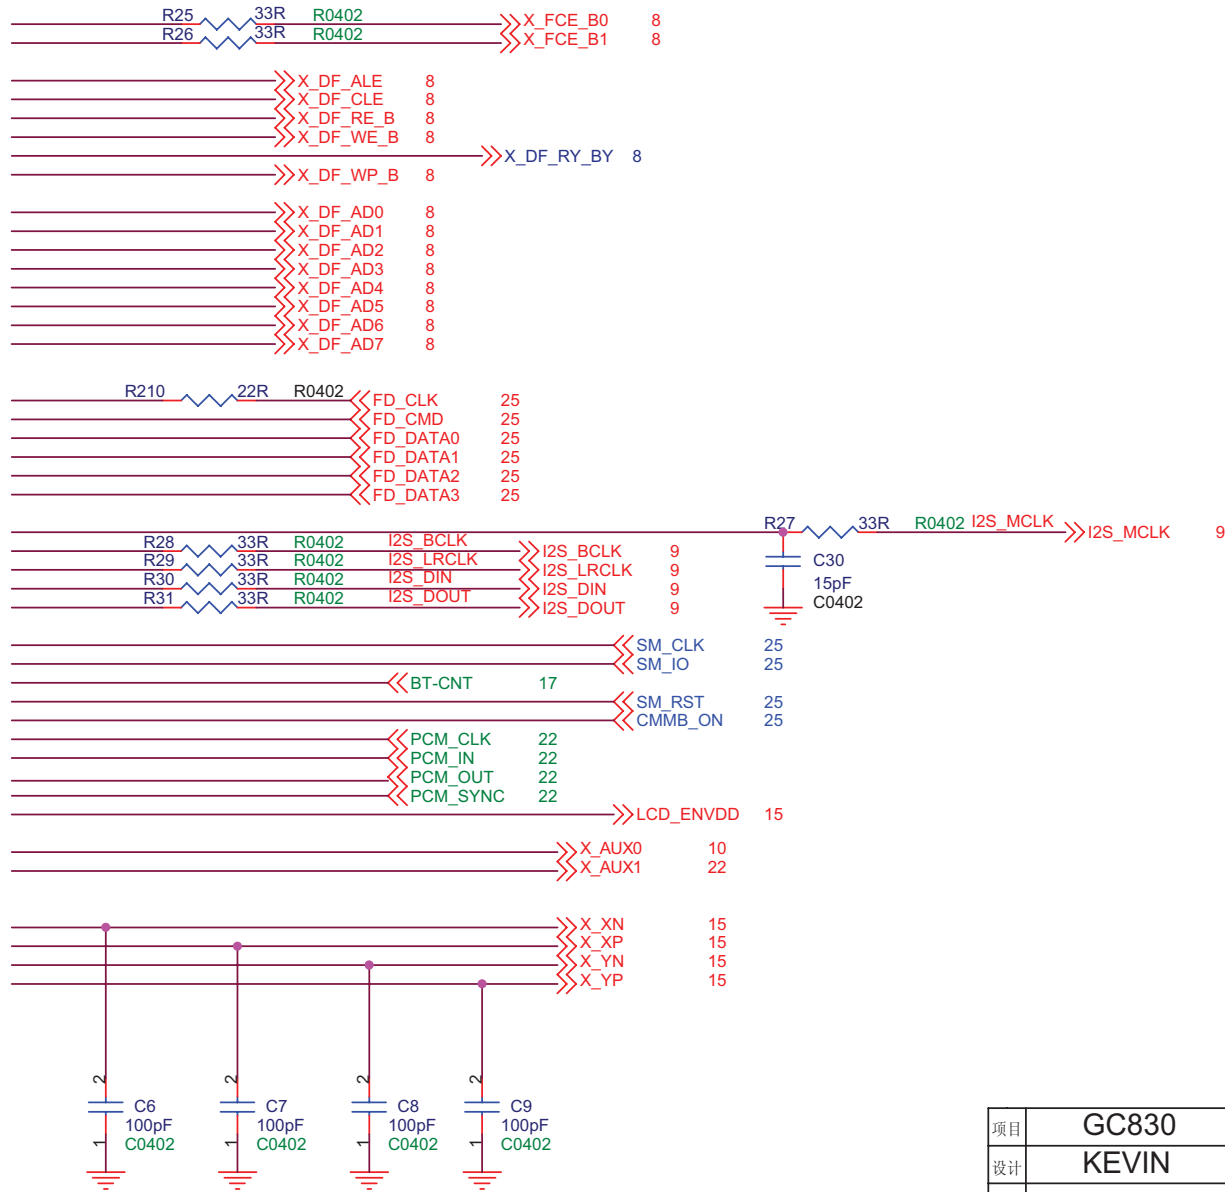 R25 33R R0402 X_FCE_B0 8
R26 33R R0402 X_FCE_B1 8
X_DF_ALE 8
X_DF_CLE 8
X_DF_RE_B 8
X_DF_WE_B 8
X_DF_RY_BY 8
X_DF_WP_B 8
X_DF_AD0 8
X_DF_AD1 8
X_DF_AD2 8
X_DF_AD3 8
X_DF_AD4 8
X_DF_AD5 8
X_DF_AD6 8
X_DF_AD7 8
R210 22R R0402 FD_CLK 25
FD_CMD 25
FD_DATA0 25
FD_DATA1 25
FD_DATA2 25
FD_DATA3 25
R27 33R R0402 I2S_MCLK I2S_MCLK 9
R28 33R R0402 I2S_BCLK I2S_BCLK 9
R29 33R R0402 I2S_LRCLK I2S_LRCLK 9
R30 33R R0402 I2S_DIN I2S_DIN 9
R31 33R R0402 I2S_DOUT I2S_DOUT 9
C30
15pF
C0402
SM_CLK 25
SM_IO 25
BT-CNT 17
SM_RST 25
CMMB_ON 25
PCM_CLK 22
PCM_IN 22
PCM_OUT 22
PCM_SYNC 22
LCD_ENVDD 15
X_AUX0 10
X_AUX1 22
X_XN 15
X_XP 15
X_YN 15
X_YP 15
2 2 2 2
C6 C7 C8 C9
100pF 100pF 100pF 100pF
C0402 C0402 C0402 C0402
1 1 1 1
项目 GC830
设计 KEVIN